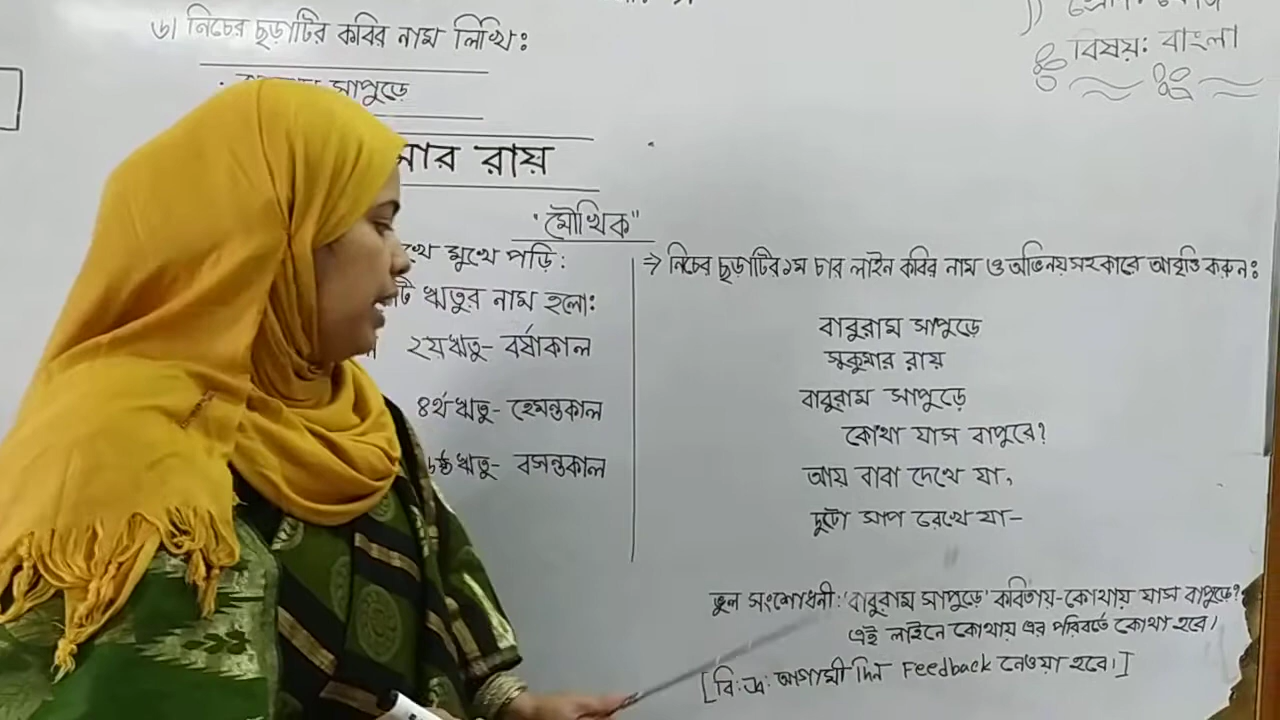 ৬। নিচের ছড়াটির কবির নাম লিখি:
সাপুড়ে
রায়
বিষয়: বাংলা
"মৌখিক"
মুখে পড়ি:
ঋতুর নাম হলো:
২য়ঋতু- বর্ষাকাল
৪র্থঋতু- হেমন্তকাল
৬ষ্ঠঋতু- বসন্তকাল
→ নিচের ছড়াটির ১ম চার লাইন কবির নাম ও অভিনয়সহকারে আবৃত্তি করুন:
বাবুরাম সাপুড়ে
সুকুমার রায়
বাবুরাম সাপুড়ে
কোথা যাস বাপুরে?
আয় বাবা দেখে যা,
দুটো সাপ রেখে যা-
ভুল সংশোধনী: 'বাবুরাম সাপুড়ে' কবিতায়-কোথায় যাস বাপুড়ে?
এই লাইনে কোথায় এর পরিবর্তে কোথা হবে।
[বি:দ্র: আগামী দিন Feedback নেওয়া হবে।]